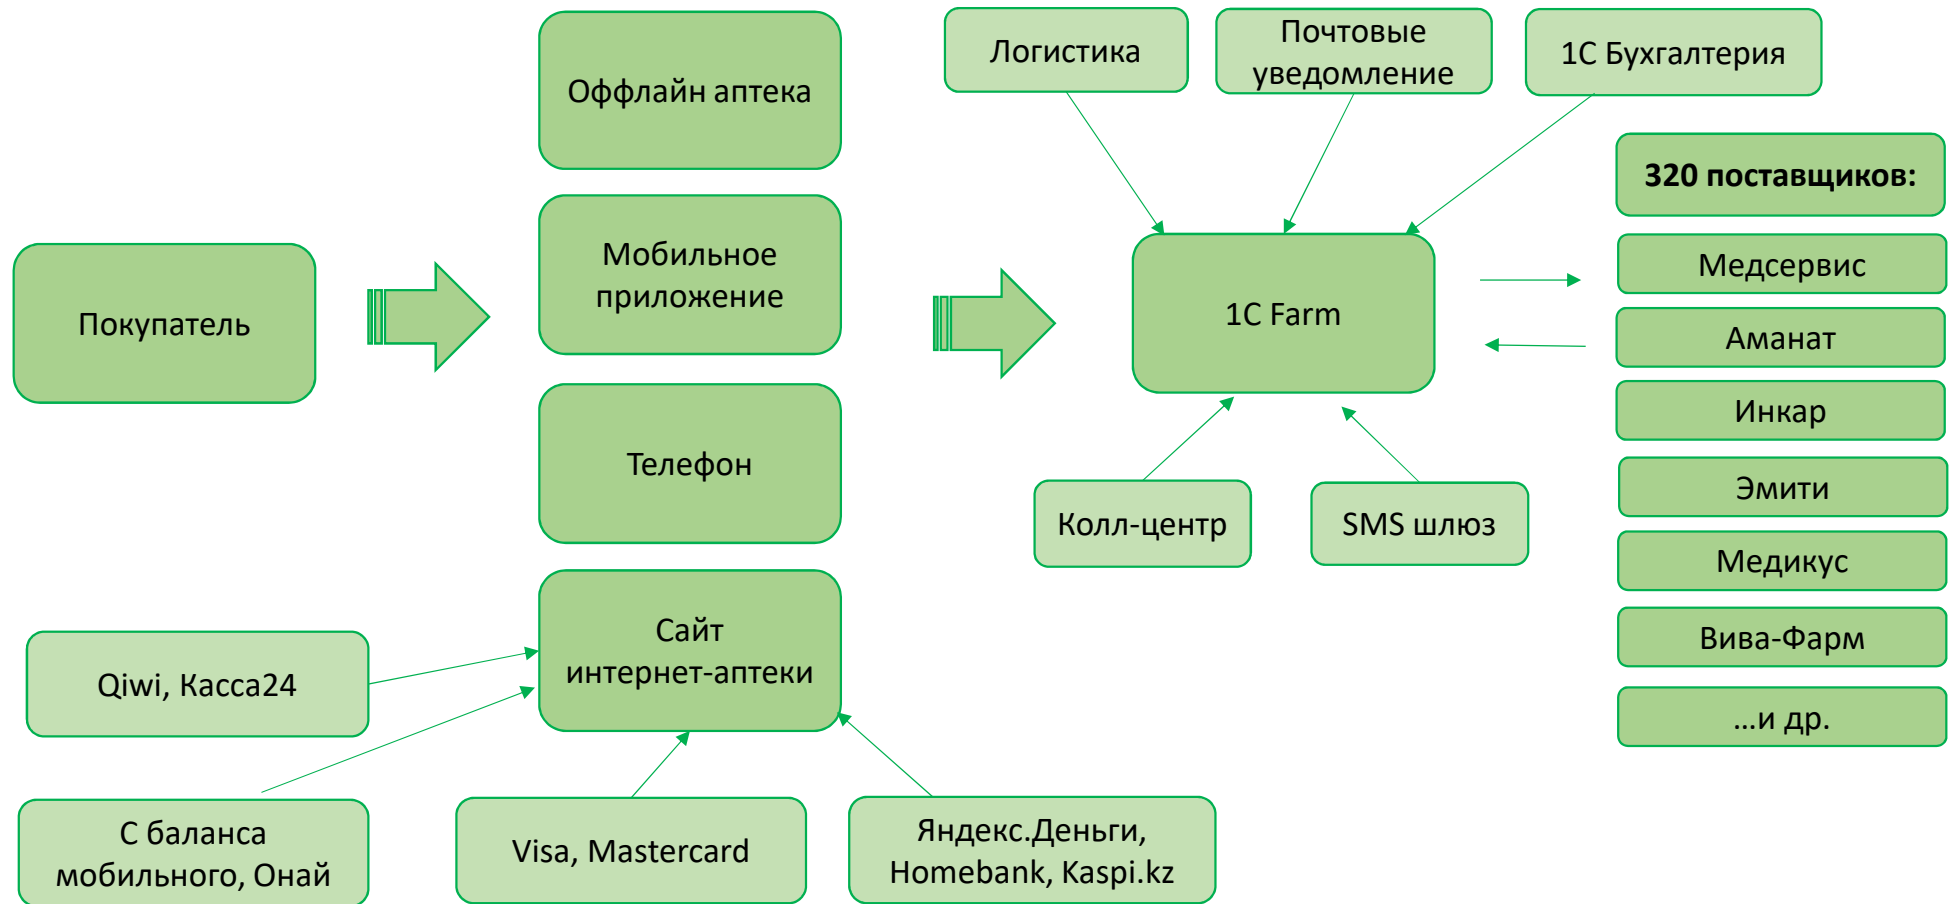 Покупатель
Оффлайн аптека
Мобильное
приложение
Телефон
Сайт
интернет-аптеки
Qiwi, Касса24
С баланса
мобильного, Онай
Visa, Mastercard
Яндекс.Деньги,
Homebank, Kaspi.kz
Логистика
Почтовые
уведомление
1С Бухгалтерия
1С Farm
Колл-центр
SMS шлюз
320 поставщиков:
Медсервис
Аманат
Инкар
Эмити
Медикус
Вива-Фарм
…и др.